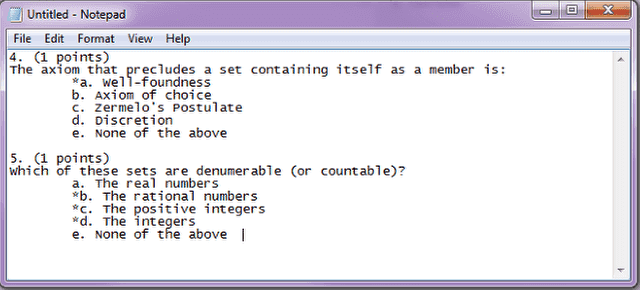 Untitled - Notepad
File Edit Format View Help
4. (1 points)
The axiom that precludes a set containing itself as a member is:
*a. Well-foundness
b. Axiom of choice
c. Zermelo's Postulate
d. Discretion
e. None of the above
5. (1 points)
Which of these sets are denumerable (or countable)?
a. The real numbers
*b. The rational numbers
*c. The positive integers
*d. The integers
e. None of the above